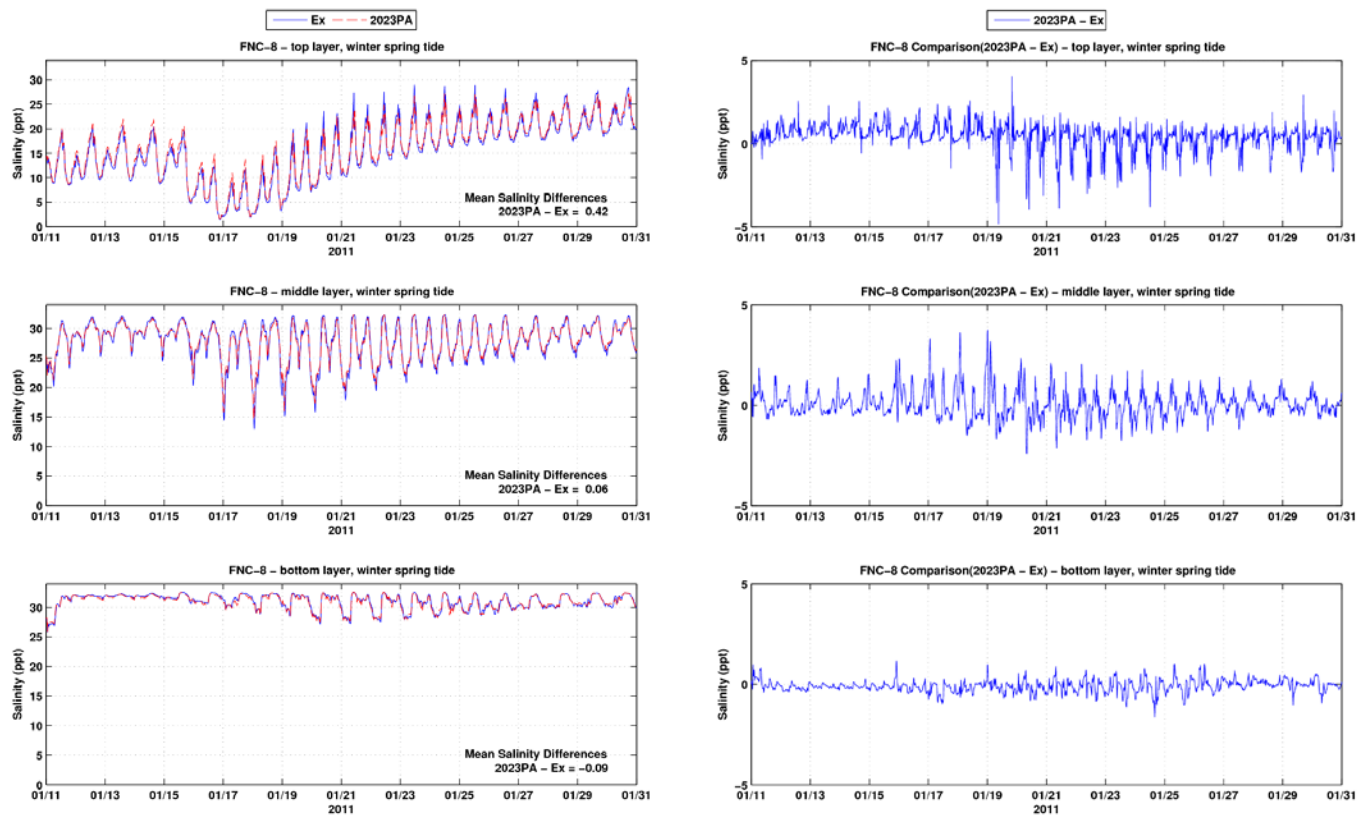 Ex 2023PA
FNC−8 − top layer, winter spring tide
Salinity (ppt)
30
25
20
15
10
5
0
Mean Salinity Differences
2023PA − Ex = 0.42
01/11 01/13 01/15 01/17 01/19 01/21 01/23 01/25 01/27 01/29 01/31
2011
FNC−8 − middle layer, winter spring tide
Salinity (ppt)
30
25
20
15
10
5
0
Mean Salinity Differences
2023PA − Ex = 0.06
01/11 01/13 01/15 01/17 01/19 01/21 01/23 01/25 01/27 01/29 01/31
2011
FNC−8 − bottom layer, winter spring tide
Salinity (ppt)
30
25
20
15
10
5
0
Mean Salinity Differences
2023PA − Ex = −0.09
01/11 01/13 01/15 01/17 01/19 01/21 01/23 01/25 01/27 01/29 01/31
2011
2023PA − Ex
FNC−8 Comparison(2023PA − Ex) − top layer, winter spring tide
Salinity (ppt)
5
0
−5
01/11 01/13 01/15 01/17 01/19 01/21 01/23 01/25 01/27 01/29 01/31
2011
FNC−8 Comparison(2023PA − Ex) − middle layer, winter spring tide
Salinity (ppt)
5
0
−5
01/11 01/13 01/15 01/17 01/19 01/21 01/23 01/25 01/27 01/29 01/31
2011
FNC−8 Comparison(2023PA − Ex) − bottom layer, winter spring tide
Salinity (ppt)
5
0
−5
01/11 01/13 01/15 01/17 01/19 01/21 01/23 01/25 01/27 01/29 01/31
2011